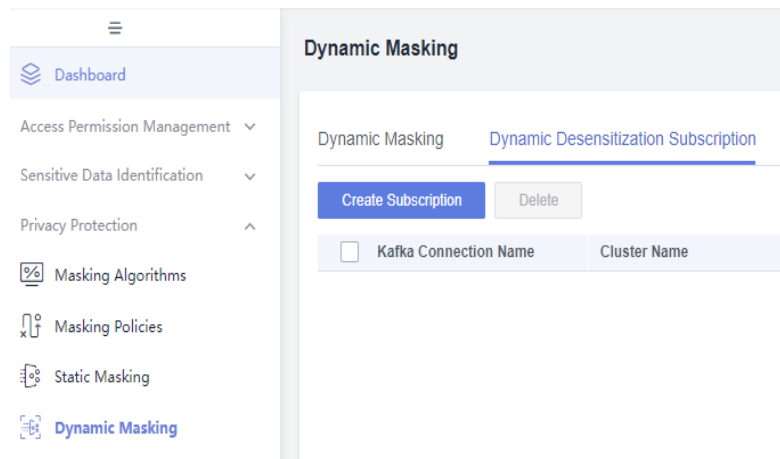 Dashboard
Access Permission Management
Sensitive Data Identification
Privacy Protection
Masking Algorithms
Masking Policies
Static Masking
Dynamic Masking
Dynamic Masking
Dynamic Masking Dynamic Desensitization Subscription
Create Subscription Delete
Kafka Connection Name Cluster Name